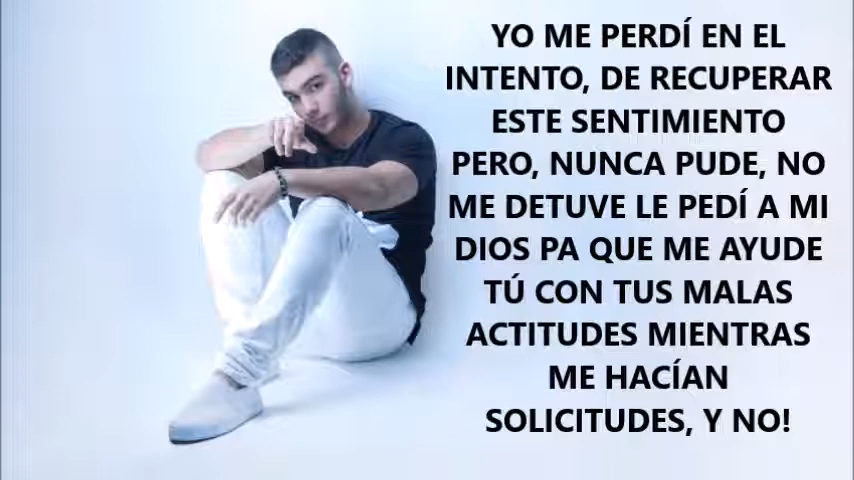 YO ME PERDÍ EN EL
INTENTO, DE RECUPERAR
ESTE SENTIMIENTO
PERO, NUNCA PUDE, NO
ME DETUVE LE PEDÍ A MI
DIOS PA QUE ME AYUDE
TÚ CON TUS MALAS
ACTITUDES MIENTRAS
ME HACÍAN
SOLICITUDES, Y NO!